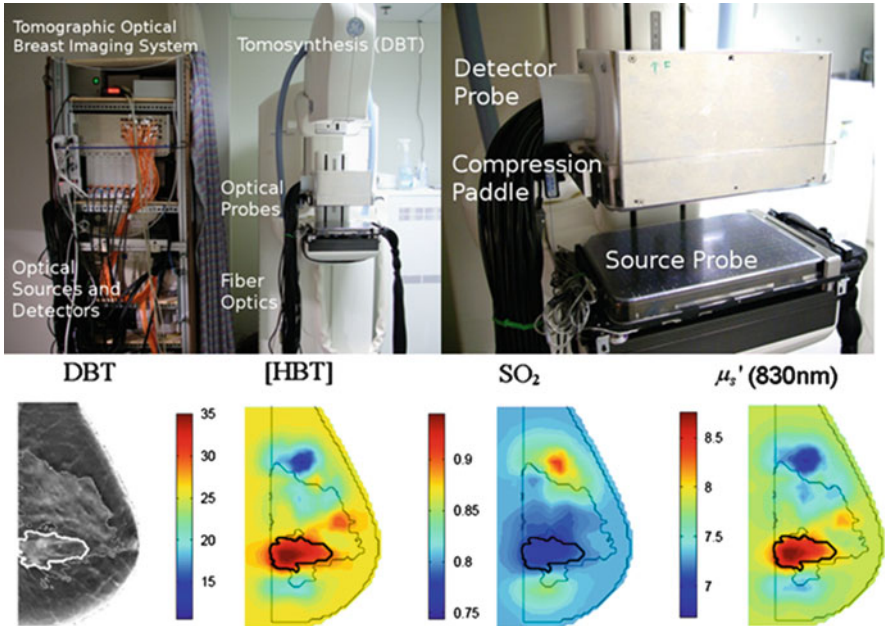 Tomographic Optical
Breast Imaging System
Tomosynthesis (DBT)
Optical
Probes
Fiber
Optics
Optical
Sources and
Detectors
Detector
Probe
Compression
Paddle
Source Probe
DBT
[HBT]
SO₂
μs' (830nm)
35
30
25
20
15
0.9
0.85
0.8
0.75
8.5
8
7.5
7